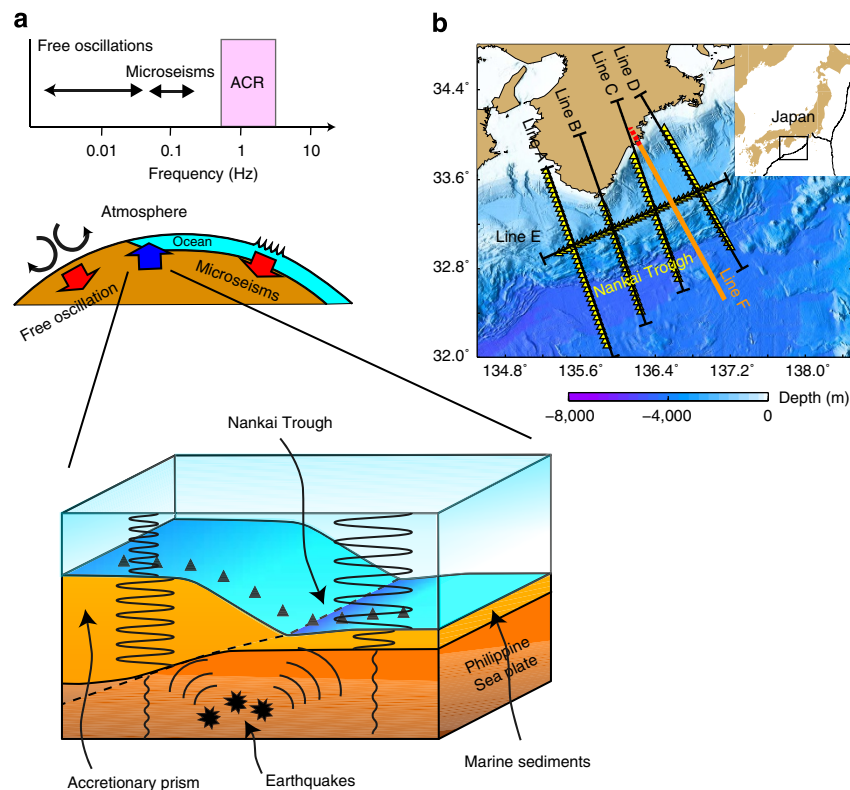 a
Free oscillations
Microseisms
ACR
0.01
0.1
1
10
Frequency (Hz)
Atmosphere
Ocean
Free oscillation
Microseisms
b
34.4˚
33.6˚
32.8˚
32.0˚
134.8˚
135.6˚
136.4˚
137.2˚
138.0˚
Line A
Line B
Line C
Line D
Line E
Line F
Nankai Trough
Japan
Depth (m)
−8,000
−4,000
0
Nankai Trough
Philippine
Sea plate
Accretionary prism
Earthquakes
Marine sediments